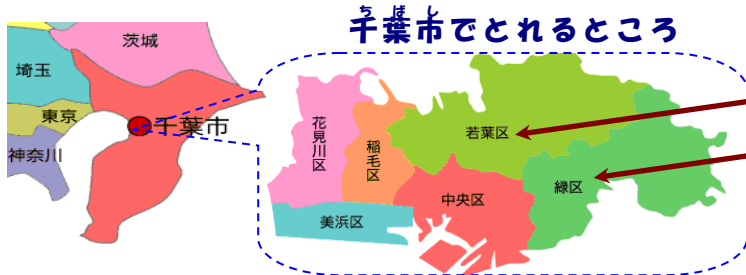 ちばし
千葉市でとれるところ
茨城
埼玉
東京
千葉市
神奈川
花見川区
稲毛区
若葉区
中央区
緑区
美浜区